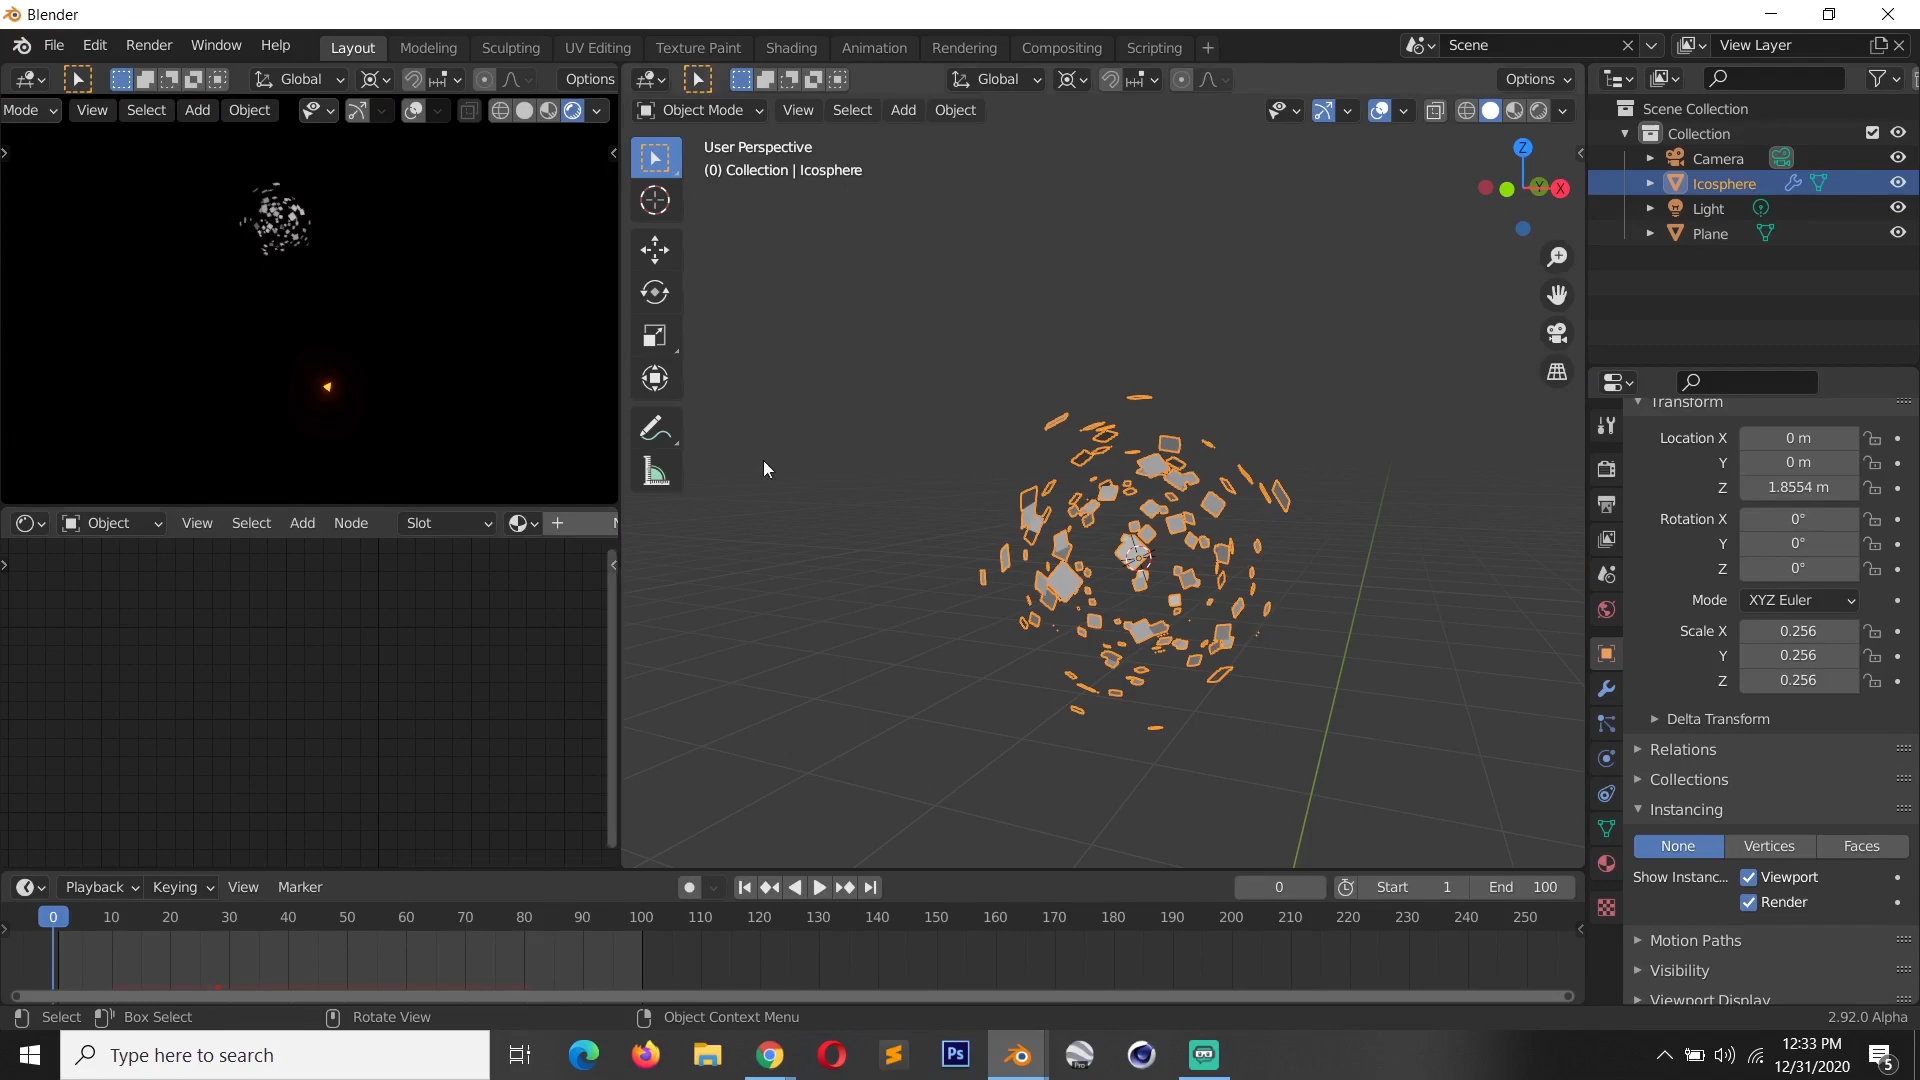 Blender
File Edit Render Window Help Layout Modeling Sculpting UV Editing Texture Paint Shading Animation Rendering Compositing Scripting + Scene View Layer
Global Options Global Options
Mode View Select Add Object Object Mode View Select Add Object
User Perspective
(0) Collection | Icosphere
Z
Y
X
Scene Collection
Collection
Camera
Icosphere
Light
Plane
Transform
Location X 0 m
Y 0 m
Z 1.8554 m
Rotation X 0°
Y 0°
Z 0°
Mode XYZ Euler
Scale X 0.256
Y 0.256
Z 0.256
Delta Transform
Relations
Collections
Instancing
None Vertices Faces
Show Instanc... Viewport
Render
Motion Paths
Visibility
Viewport Display
Object View Select Add Node Slot
Playback Keying View Marker 0 Start 1 End 100
0 10 20 30 40 50 60 70 80 90 100 110 120 130 140 150 160 170 180 190 200 210 220 230 240 250
Select Box Select Rotate View Object Context Menu 2.92.0 Alpha
Type here to search
Ps
Pro
12:33 PM
12/31/2020
5